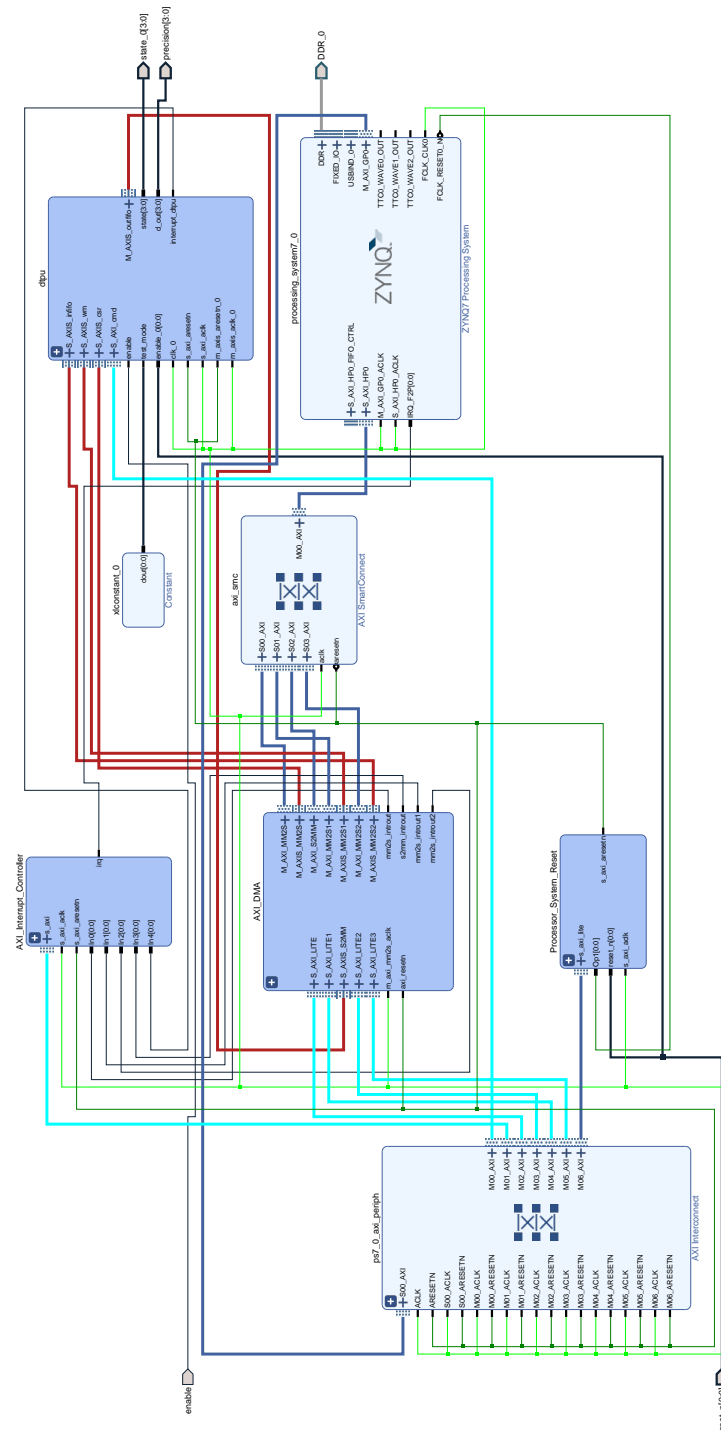 enable
AXI_Interrupt_Controller
s_axi
s_axi_aclk
s_axi_aresetn
In0[0:0]
In1[0:0]
In2[0:0]
In3[0:0]
In4[0:0]
irq
xlconstant_0
dout[0:0]
Constant
dtpu
S_AXIS_infifo
S_AXIS_wm
S_AXIS_csr
S_AXI_cmd
enable
test_mode
enable_0[0:0]
clk_0
s_axi_aresetn
s_axi_aclk
m_axis_aresetn_0
m_axis_aclk_0
M_AXIS_outfifo
state[3:0]
d_out[3:0]
interrupt_dtpu
state_0[3:0]
precision[3:0]
ps7_0_axi_periph
S00_AXI
ACLK
ARESETN
S00_ACLK
S00_ARESETN
M00_ACLK
M00_ARESETN
M01_ACLK
M01_ARESETN
M02_ACLK
M02_ARESETN
M03_ACLK
M03_ARESETN
M04_ACLK
M04_ARESETN
M05_ACLK
M05_ARESETN
M06_ACLK
M06_ARESETN
M00_AXI
M01_AXI
M02_AXI
M03_AXI
M04_AXI
M05_AXI
M06_AXI
AXI Interconnect
AXI_DMA
S_AXI_LITE
S_AXI_LITE1
S_AXIS_S2MM
S_AXI_LITE2
S_AXI_LITE3
m_axi_mm2s_aclk
axi_resetn
M_AXI_MM2S
M_AXIS_MM2S
M_AXI_S2MM
M_AXI_MM2S1
M_AXIS_MM2S1
M_AXI_MM2S2
M_AXIS_MM2S2
mm2s_introut
s2mm_introut
mm2s_introut1
mm2s_introut2
axi_smc
S00_AXI
S01_AXI
S02_AXI
S03_AXI
aclk
aresetn
M00_AXI
AXI SmartConnect
processing_system7_0
S_AXI_HP0_FIFO_CTRL
S_AXI_HP0
M_AXI_GP0_ACLK
S_AXI_HP0_ACLK
IRQ_F2P[0:0]
ZYNQ
DDR
FIXED_IO
USBIND_0
M_AXI_GP0
TTC0_WAVE0_OUT
TTC0_WAVE1_OUT
TTC0_WAVE2_OUT
FCLK_CLK0
FCLK_RESET0_N
ZYNQ7 Processing System
DDR_0
Processor_System_Reset
s_axi_lite
Op1[0:0]
reset_n[0:0]
s_axi_aclk
s_axi_aresetn